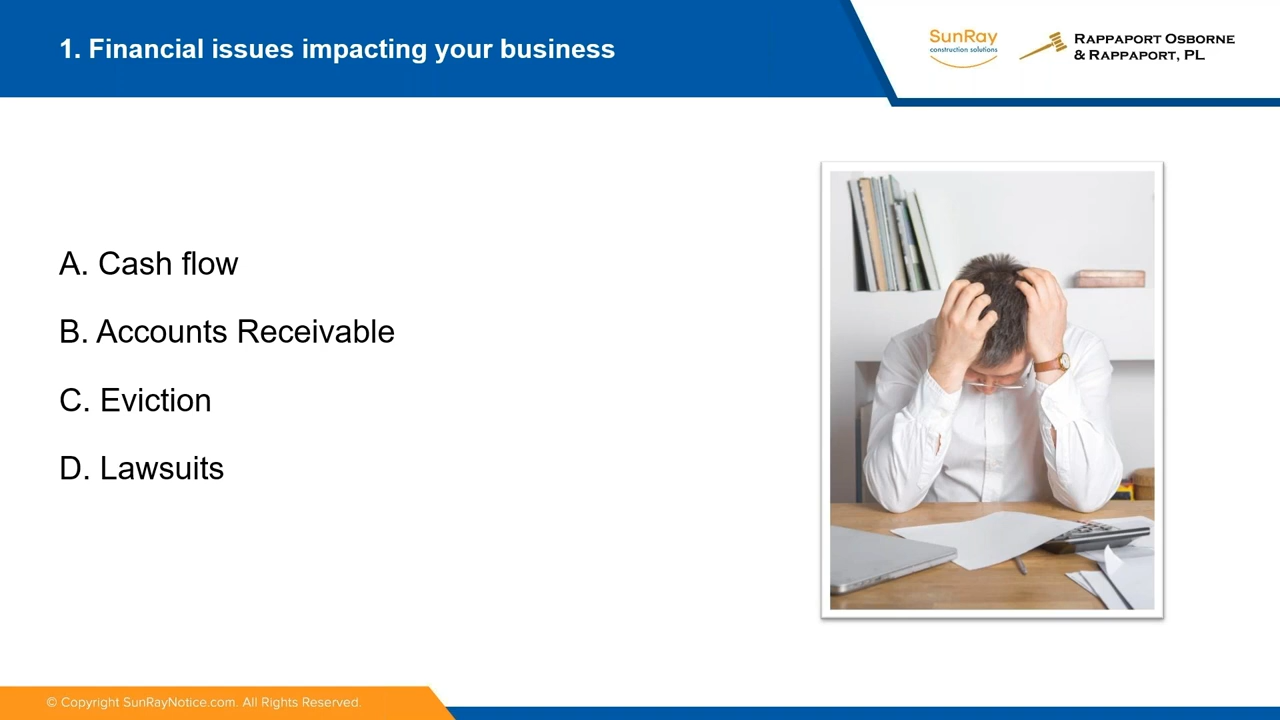 1. Financial issues impacting your business
SunRay
construction solutions
RAPPAPORT OSBORNE
& RAPPAPORT, PL
A. Cash flow
B. Accounts Receivable
C. Eviction
D. Lawsuits
© Copyright SunRayNotice.com. All Rights Reserved.